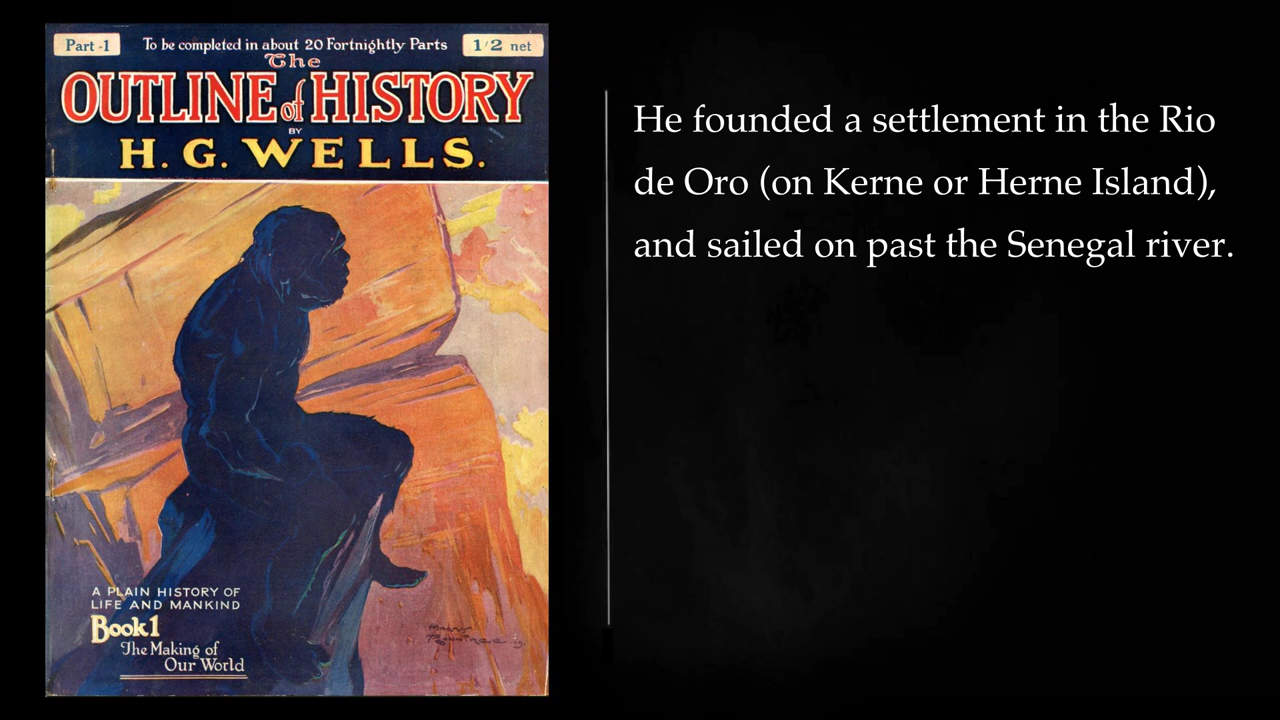 Part -1
To be completed in about 20 Fortnightly Parts
1/2 net
The
OUTLINE of HISTORY
BY
H. G. WELLS.
He founded a settlement in the Rio
de Oro (on Kerne or Herne Island),
and sailed on past the Senegal river.
A PLAIN HISTORY OF
LIFE AND MANKIND
Book 1
The Making of
Our World